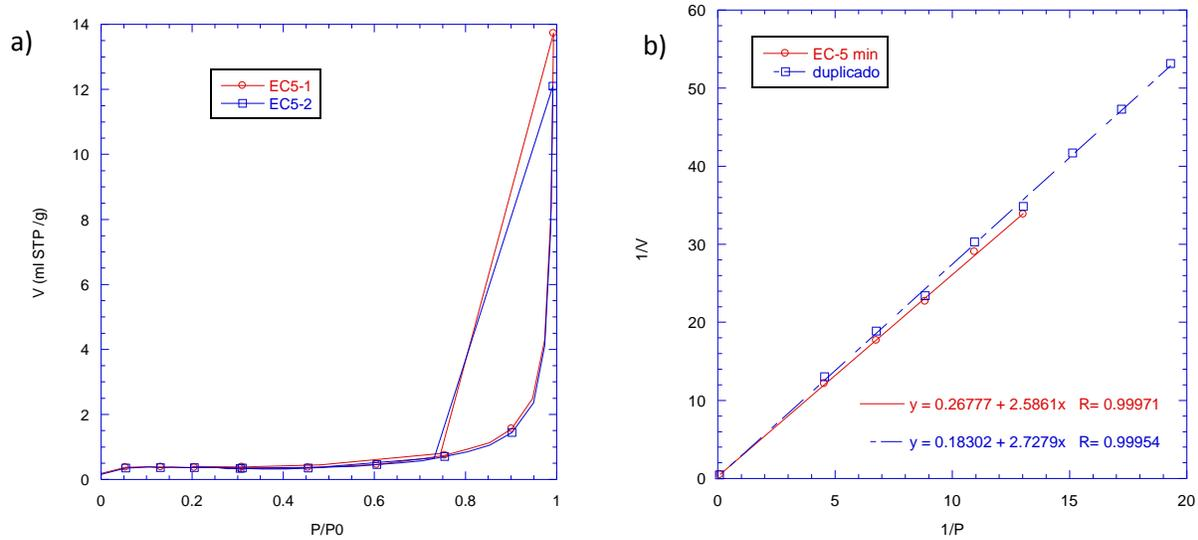 a)
14
12
10
8
6
4
2
0
V (ml STP /g)
EC5-1
EC5-2
0 0.2 0.4 0.6 0.8 1
P/P0
b)
60
50
40
30
20
10
0
1/V
EC-5 min
duplicado
y = 0.26777 + 2.5861x R= 0.99971
y = 0.18302 + 2.7279x R= 0.99954
0 5 10 15 20
1/P